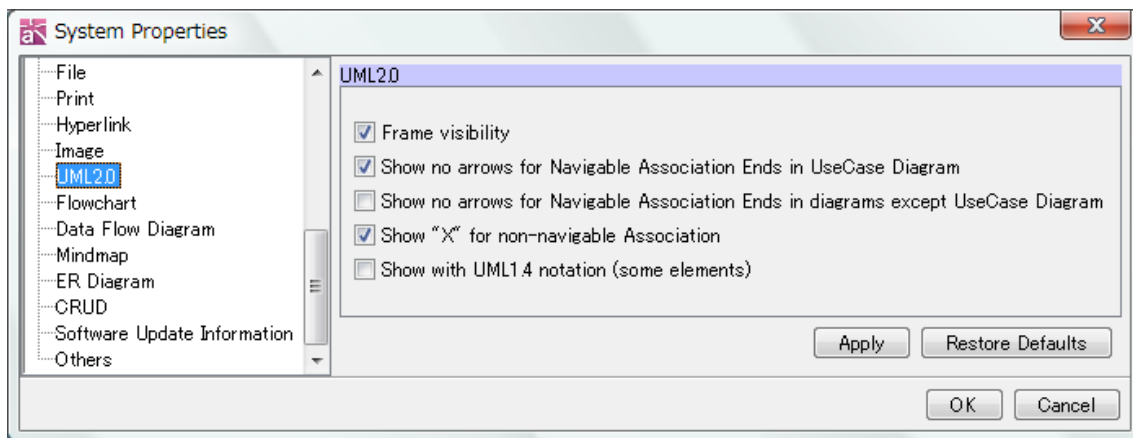 System Properties
File
Print
Hyperlink
Image
UML2.0
Flowchart
Data Flow Diagram
Mindmap
ER Diagram
CRUD
Software Update Information
Others
UML2.0
Frame visibility
Show no arrows for Navigable Association Ends in UseCase Diagram
Show no arrows for Navigable Association Ends in diagrams except UseCase Diagram
Show "X" for non-navigable Association
Show with UML1.4 notation (some elements)
Apply
Restore Defaults
OK
Cancel